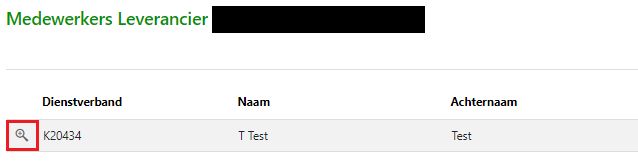 Medewerkers Leverancier
Dienstverband Naam Achternaam
K20434 T Test Test